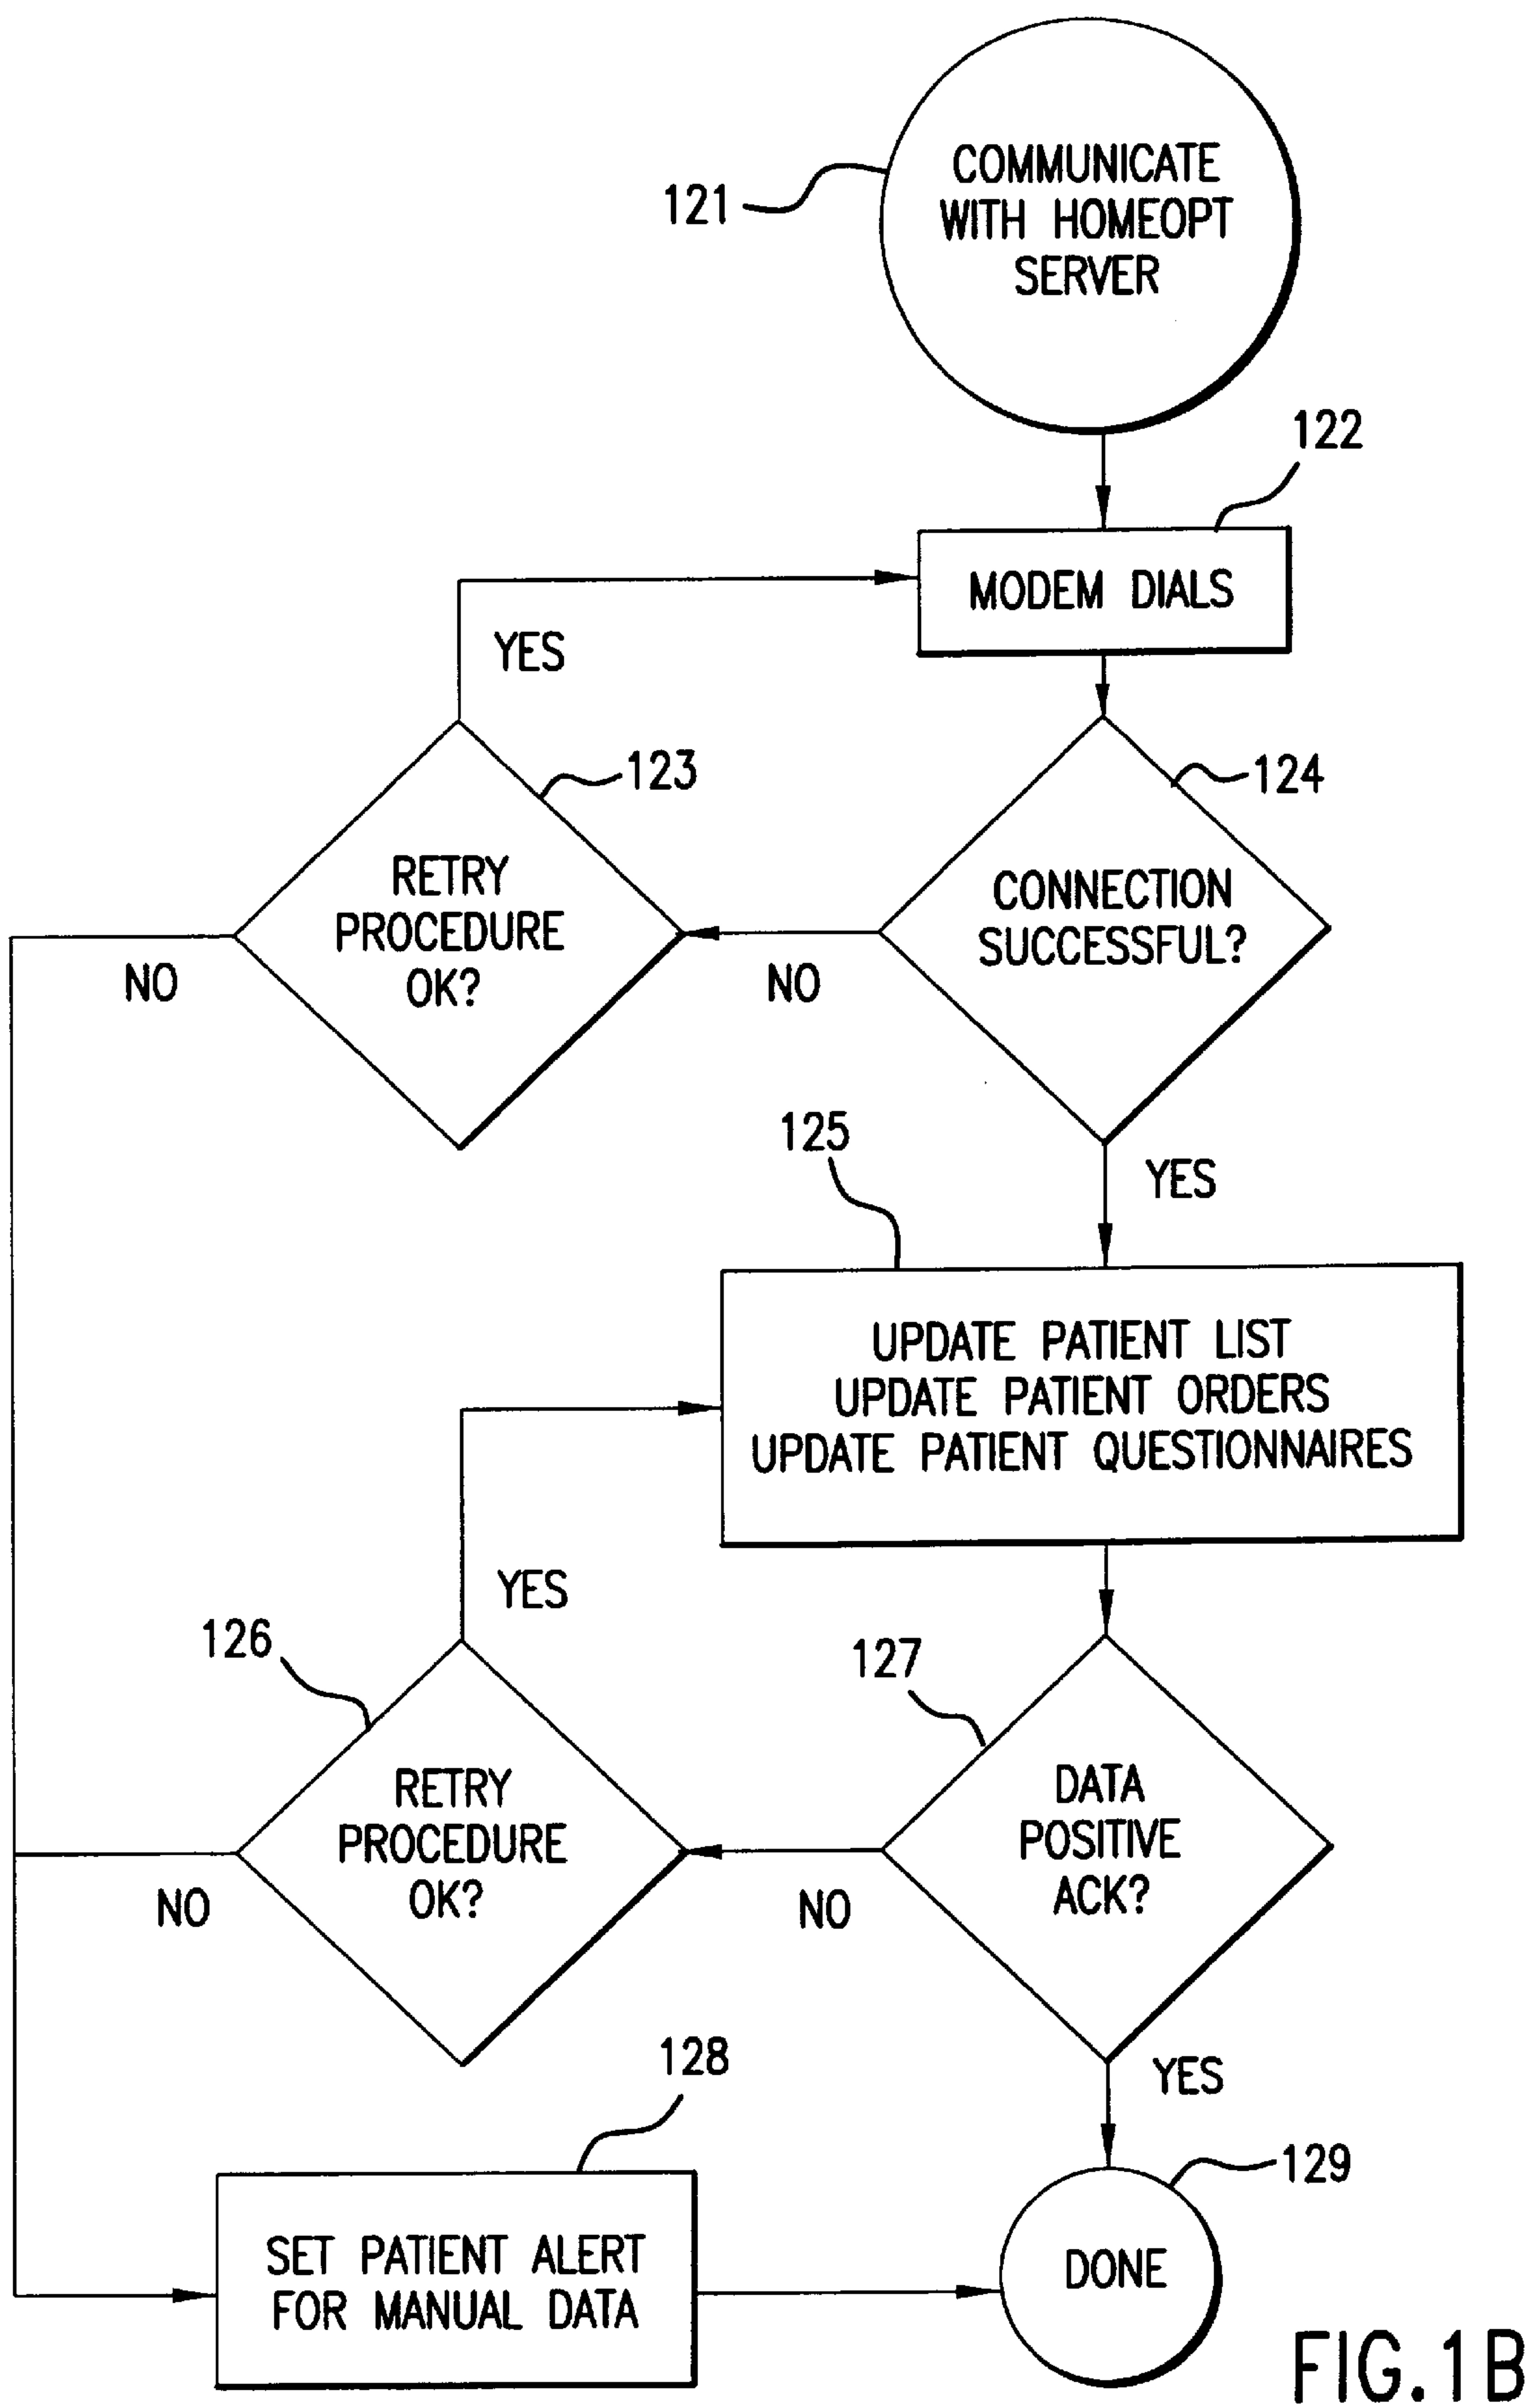 COMMUNICATE
WITH HOMEOPT
SERVER
121
122
MODEM DIALS
YES
123
124
RETRY
PROCEDURE
OK?
CONNECTION
SUCCESSFUL?
NO
NO
125
YES
UPDATE PATIENT LIST
UPDATE PATIENT ORDERS
UPDATE PATIENT QUESTIONNAIRES
YES
126
127
RETRY
PROCEDURE
OK?
DATA
POSITIVE
ACK?
NO
NO
128
YES
129
SET PATIENT ALERT
FOR MANUAL DATA
DONE
FIG.1B